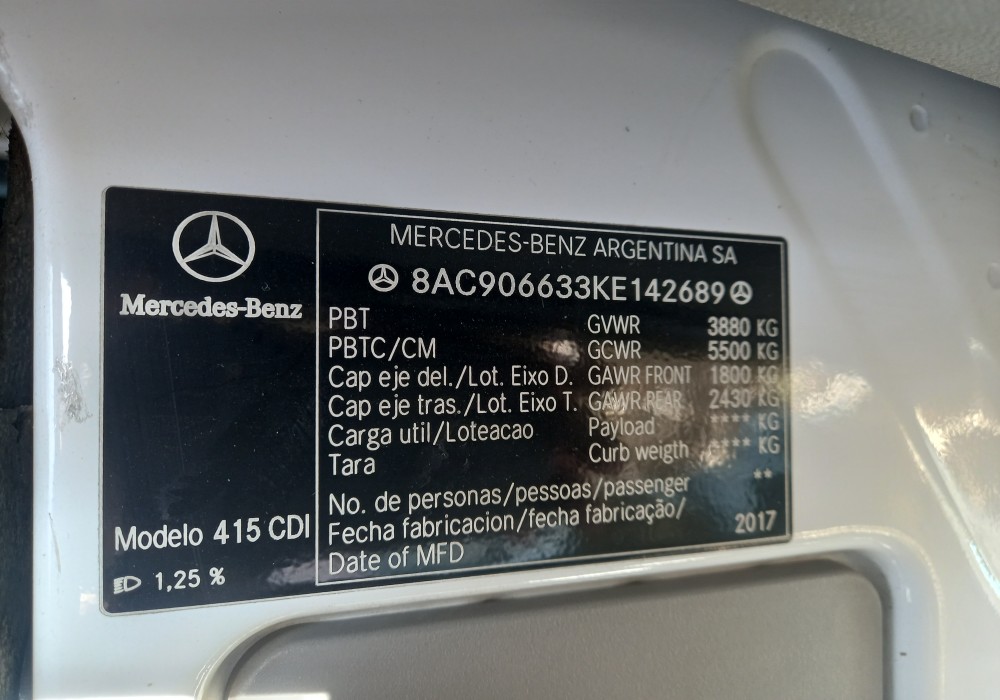 Mercedes-Benz
Modelo 415 CDI
1,25 %
MERCEDES-BENZ ARGENTINA SA
8AC906633KE142689
PBT GVWR 3880 KG
PBTC/CM GCWR 5500 KG
Cap eje del./Lot. Eixo D. GAWR FRONT 1800 KG
Cap eje tras./Lot. Eixo T. GAWR REAR 2430 KG
Carga util/Loteacao Payload **** KG
Tara Curb weigth **** KG
No. de personas/pessoas/passenger **
Fecha fabricacion/fecha fabricação/ 2017
Date of MFD